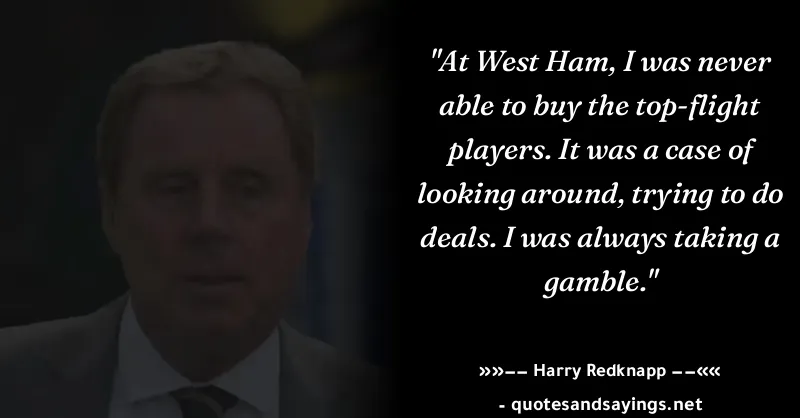 "At West Ham, I was never
able to buy the top-flight
players. It was a case of
looking around, trying to do
deals. I was always taking a
gamble."
»»−− Harry Redknapp −−««
- quotesandsayings.net